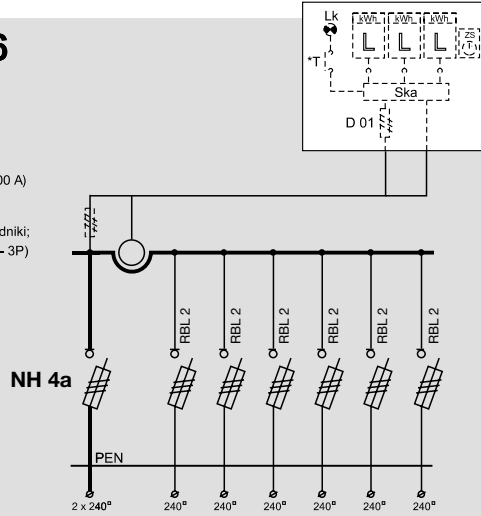 6
Lk
kWh kWh kWh
L L L
ZS
T
*T
Ska
D 01
00 A)
dniki;
- 3P)
RBL 2 RBL 2 RBL 2 RBL 2 RBL 2 RBL 2
NH 4a
PEN
2 x 240¤ 240¤ 240¤ 240¤ 240¤ 240¤ 240¤